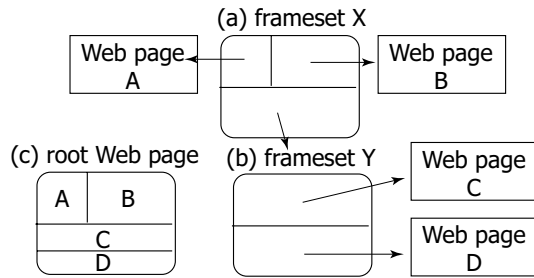 (a) frameset X
Web page
A
Web page
B
(c) root Web page
A B
C
D
(b) frameset Y
Web page
C
Web page
D